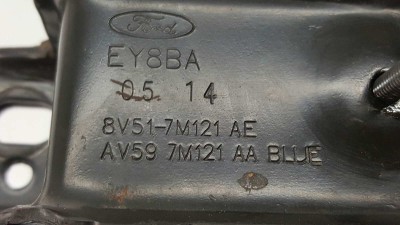 Ford
EY8BA
05 14
8V51-7M121 AE
AV59 7M121 AA BLUE